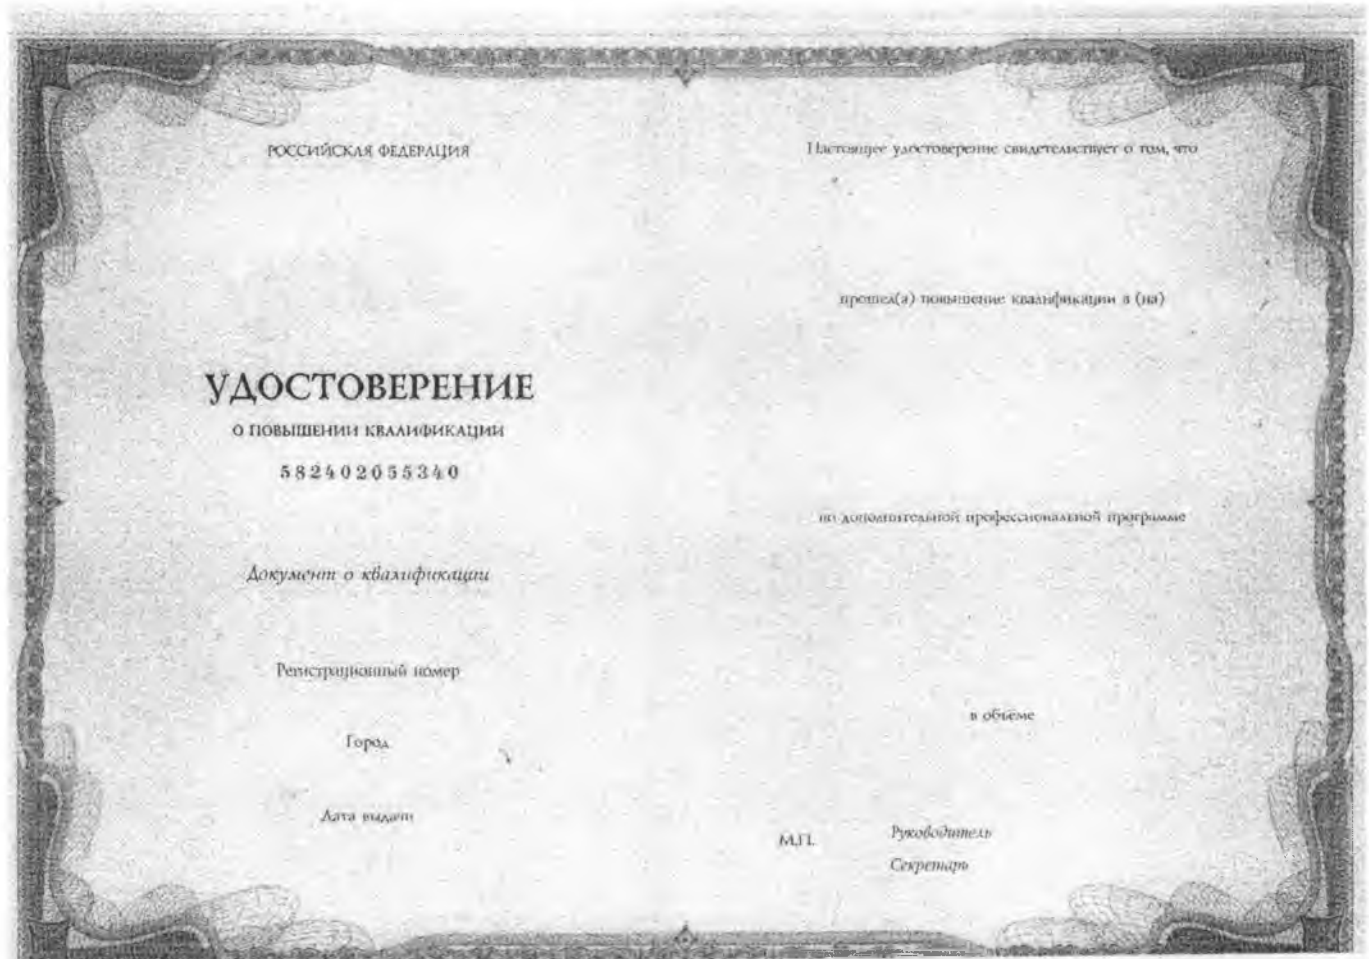 РОССИЙСКАЯ ФЕДЕРАЦИЯ
УДОСТОВЕРЕНИЕ
О ПОВЫШЕНИИ КВАЛИФИКАЦИИ
582402055340
Документ о квалификации
Регистрационный номер
Город
Дата выдачи
Настоящее удостоверение свидетельствует о том, что
прошел(а) повышение квалификации в (на)
по дополнительной профессиональной программе
в объёме
М.П.
Руководитель
Секретарь